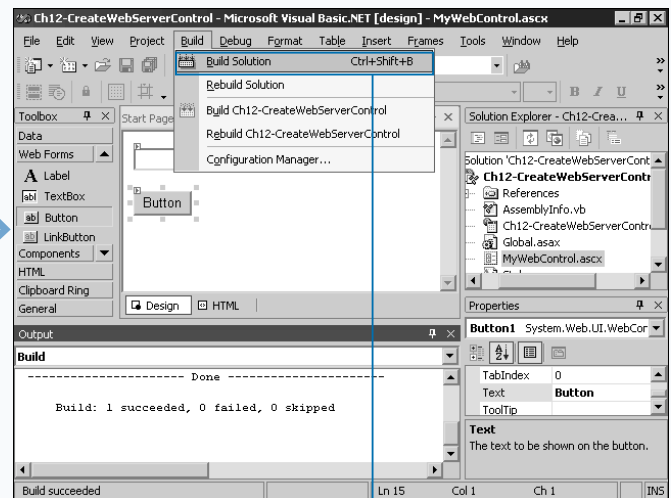 Ch12-CreateWebServerControl - Microsoft Visual Basic.NET [design] - MyWebControl.ascx
File Edit View Project Build Debug Format Table Insert Frames Tools Window Help
Build Solution Ctrl+Shift+B
Rebuild Solution
Build Ch12-CreateWebServerControl
Rebuild Ch12-CreateWebServerControl
Configuration Manager...
B I U
Toolbox
Data
Web Forms
A Label
abl TextBox
ab Button
ab LinkButton
Components
HTML
Clipboard Ring
General
Start Page
Button
Design HTML
Solution Explorer - Ch12-Crea...
Solution 'Ch12-CreateWebServerCont
Ch12-CreateWebServerContr
References
AssemblyInfo.vb
Ch12-CreateWebServerContr
Global.asax
MyWebControl.ascx
Properties
Button1 System.Web.UI.WebCor
TabIndex 0
Text Button
ToolTip
Text
The text to be shown on the button.
Output
Build
---------------------- Done ----------------------
Build: 1 succeeded, 0 failed, 0 skipped
Build succeeded Ln 15 Col 1 Ch 1 INS